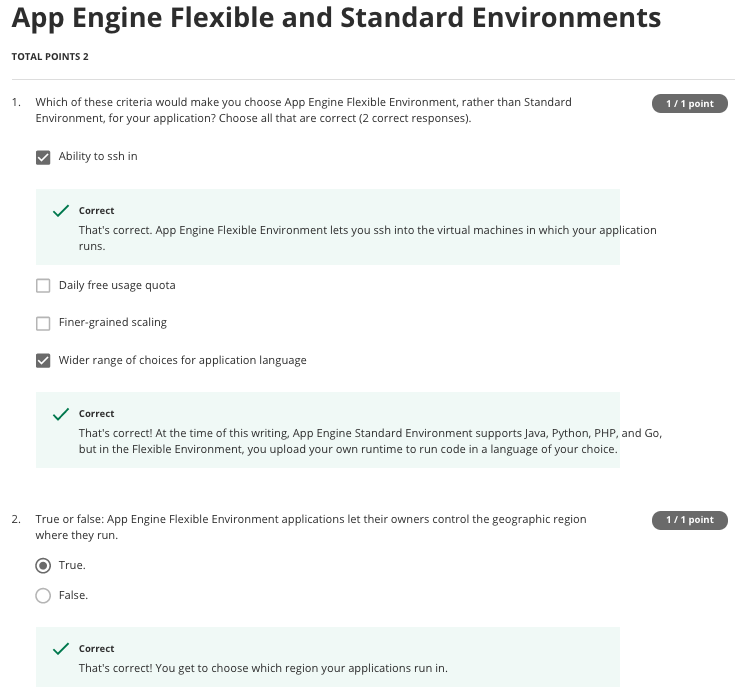 App Engine Flexible and Standard Environments
TOTAL POINTS 2
1. Which of these criteria would make you choose App Engine Flexible Environment, rather than Standard
Environment, for your application? Choose all that are correct (2 correct responses).
1 / 1 point
Ability to ssh in
Correct
That's correct. App Engine Flexible Environment lets you ssh into the virtual machines in which your application
runs.
Daily free usage quota
Finer-grained scaling
Wider range of choices for application language
Correct
That's correct! At the time of this writing, App Engine Standard Environment supports Java, Python, PHP, and Go,
but in the Flexible Environment, you upload your own runtime to run code in a language of your choice.
2. True or false: App Engine Flexible Environment applications let their owners control the geographic region
where they run.
1 / 1 point
True.
False.
Correct
That's correct! You get to choose which region your applications run in.